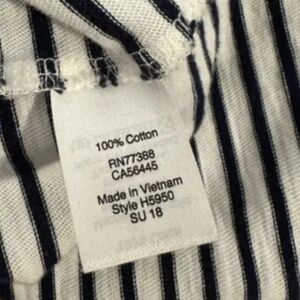 100% Cotton
RN77388
CA56445
Made in Vietnam
Style H5950
SU 18